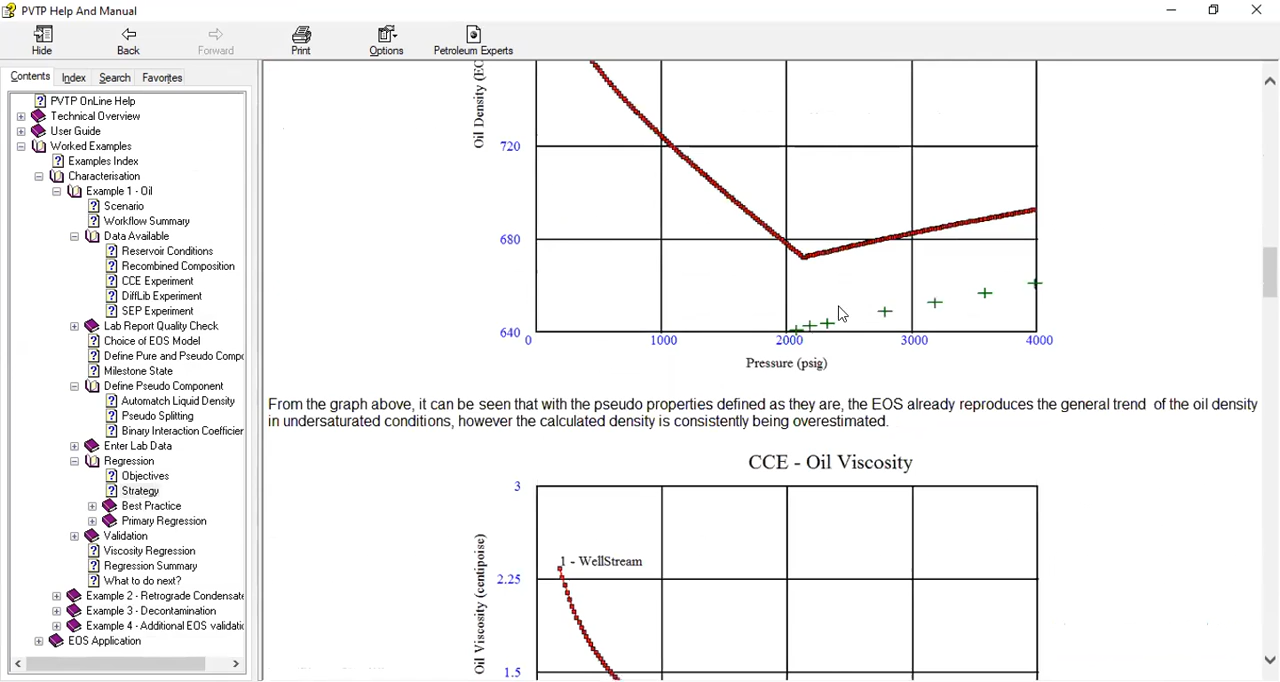 PVTP Help And Manual
Hide
Back
Forward
Print
Options
Petroleum Experts
Contents
Index
Search
Favorites
PVTP OnLine Help
Technical Overview
User Guide
Worked Examples
Examples Index
Characterisation
Example 1 - Oil
Scenario
Workflow Summary
Data Available
Reservoir Conditions
Recombined Composition
CCE Experiment
DiffLib Experiment
SEP Experiment
Lab Report Quality Check
Choice of EOS Model
Define Pure and Pseudo Compo
Milestone State
Define Pseudo Component
Automatch Liquid Density
Pseudo Splitting
Binary Interaction Coefficien
Enter Lab Data
Regression
Objectives
Strategy
Best Practice
Primary Regression
Validation
Viscosity Regression
Regression Summary
What to do next?
Example 2 - Retrograde Condensate
Example 3 - Decontamination
Example 4 - Additional EOS validatio
EOS Application
Oil Density (EO
720
680
640
0
1000
2000
3000
4000
Pressure (psig)
From the graph above, it can be seen that with the pseudo properties defined as they are, the EOS already reproduces the general trend of the oil density
in undersaturated conditions, however the calculated density is consistently being overestimated.
CCE - Oil Viscosity
3
1 - WellStream
2.25
Oil Viscosity (centipoise)
1.5